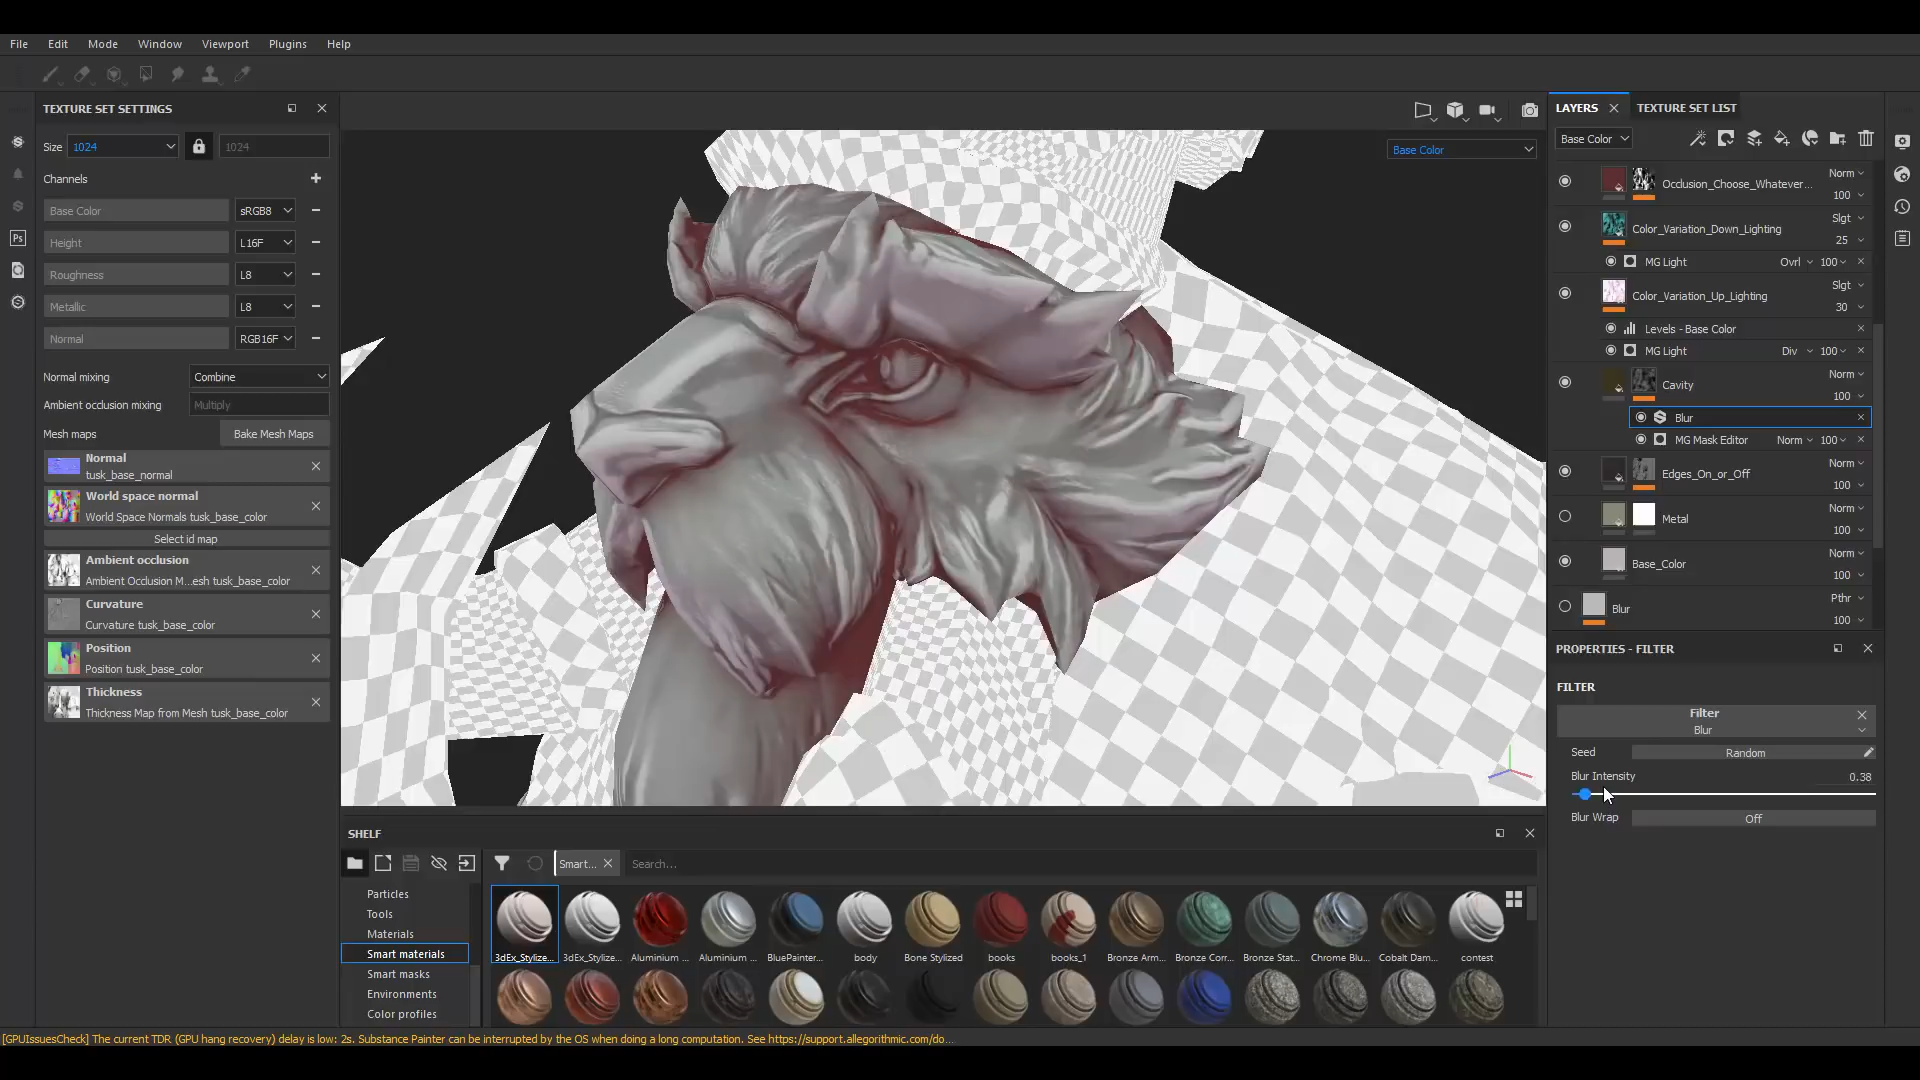 File Edit Mode Window Viewport Plugins Help
TEXTURE SET SETTINGS
Size 1024 1024
Channels
Base Color sRGB8
Height L16F
Roughness L8
Metallic L8
Normal RGB16F
Normal mixing Combine
Ambient occlusion mixing Multiply
Mesh maps Bake Mesh Maps
Normal
tusk_base_normal
World space normal
World Space Normals tusk_base_color
Select id map
Ambient occlusion
Ambient Occlusion M...esh tusk_base_color
Curvature
Curvature tusk_base_color
Position
Position tusk_base_color
Thickness
Thickness Map from Mesh tusk_base_color
Base Color
LAYERS TEXTURE SET LIST
Base Color
Occlusion_Choose_Whatever... Norm 100
Color_Variation_Down_Lighting Slgt 25
MG Light Ovrl 100
Color_Variation_Up_Lighting Slgt 30
Levels - Base Color
MG Light Div 100
Cavity Norm 100
Blur
MG Mask Editor Norm 100
Edges_On_or_Off Norm 100
Metal Norm 100
Base_Color Norm 100
Blur Pthr 100
PROPERTIES - FILTER
FILTER
Filter
Blur
Seed Random
Blur Intensity 0.38
Blur Wrap Off
SHELF
Smart... Search...
Particles
Tools
Materials
Smart materials
Smart masks
Environments
Color profiles
3dEx_Stylize... 3dEx_Stylize... Aluminium ... Aluminium ... BluePainter... body Bone Stylized books books_1 Bronze Arm... Bronze Corr... Bronze Stat... Chrome Blu... Cobalt Dam... contest
[GPUIssuesCheck] The current TDR (GPU hang recovery) delay is low: 2s. Substance Painter can be interrupted by the OS when doing a long computation. See https://support.allegorithmic.com/do...
Ps